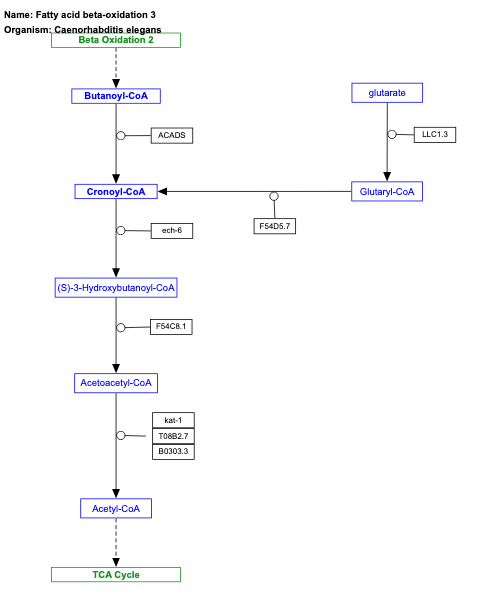 Name: Fatty acid beta-oxidation 3
Organism: Caenorhabditis elegans
Beta Oxidation 2
Butanoyl-CoA
glutarate
ACADS
LLC1.3
Cronoyl-CoA
Glutaryl-CoA
F54D5.7
ech-6
(S)-3-Hydroxybutanoyl-CoA
F54C8.1
Acetoacetyl-CoA
kat-1
T08B2.7
B0303.3
Acetyl-CoA
TCA Cycle